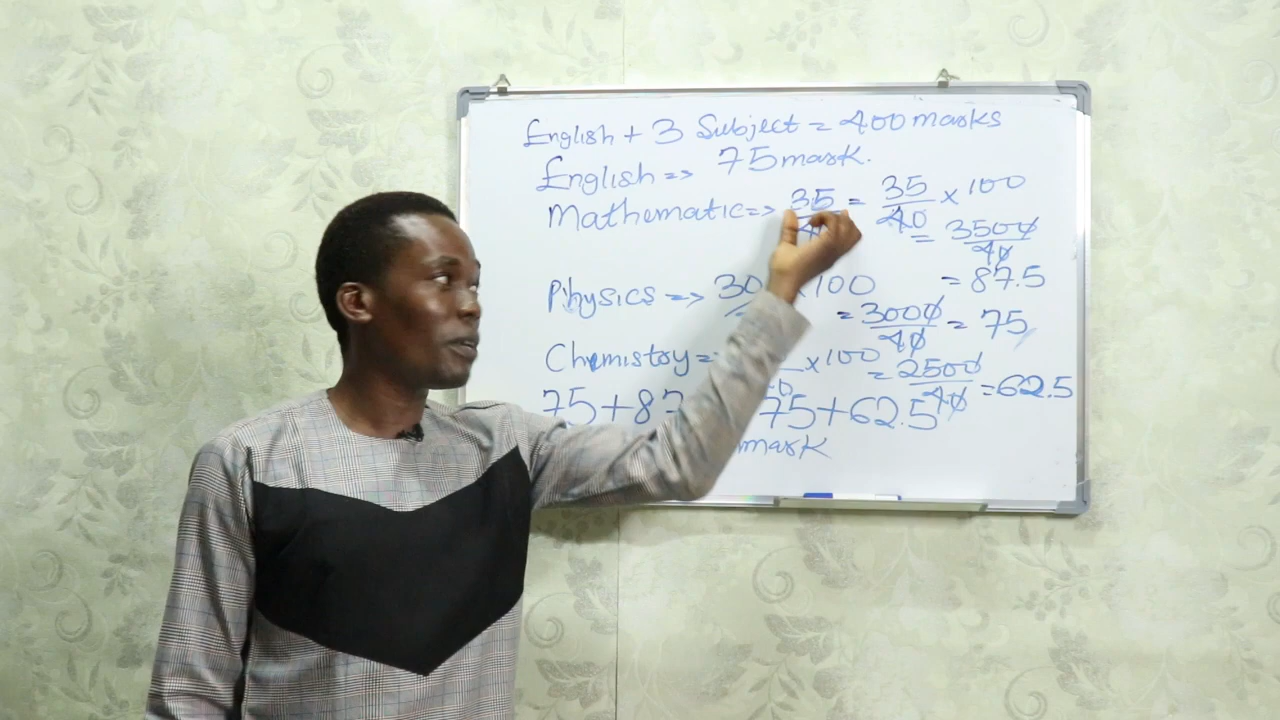 English + 3 Subject = 400 marks
English => 75 mark.
Mathematic => 35 = 35/40 × 100
= 3500/40
= 87.5
Physics => 30 ×100
= 3000/40 = 75
Chemistry = ×100 = 2500/40 = 62.5
75+87 75+62.5
mark